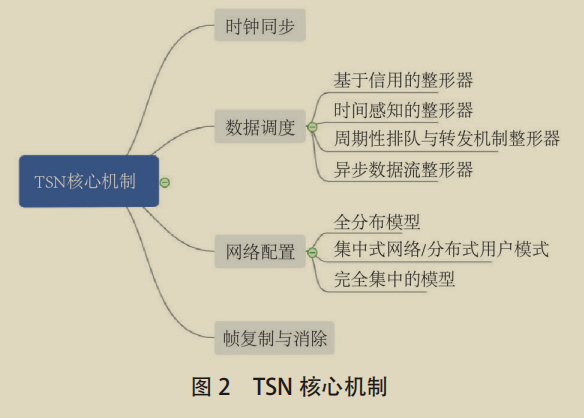 时钟同步
基于信用的整形器
时间感知的整形器
数据调度
周期性排队与转发机制整形器
异步数据流整形器
TSN核心机制
全分布模型
网络配置
集中式网络/分布式用户模式
完全集中的模型
帧复制与消除
图 2 TSN 核心机制